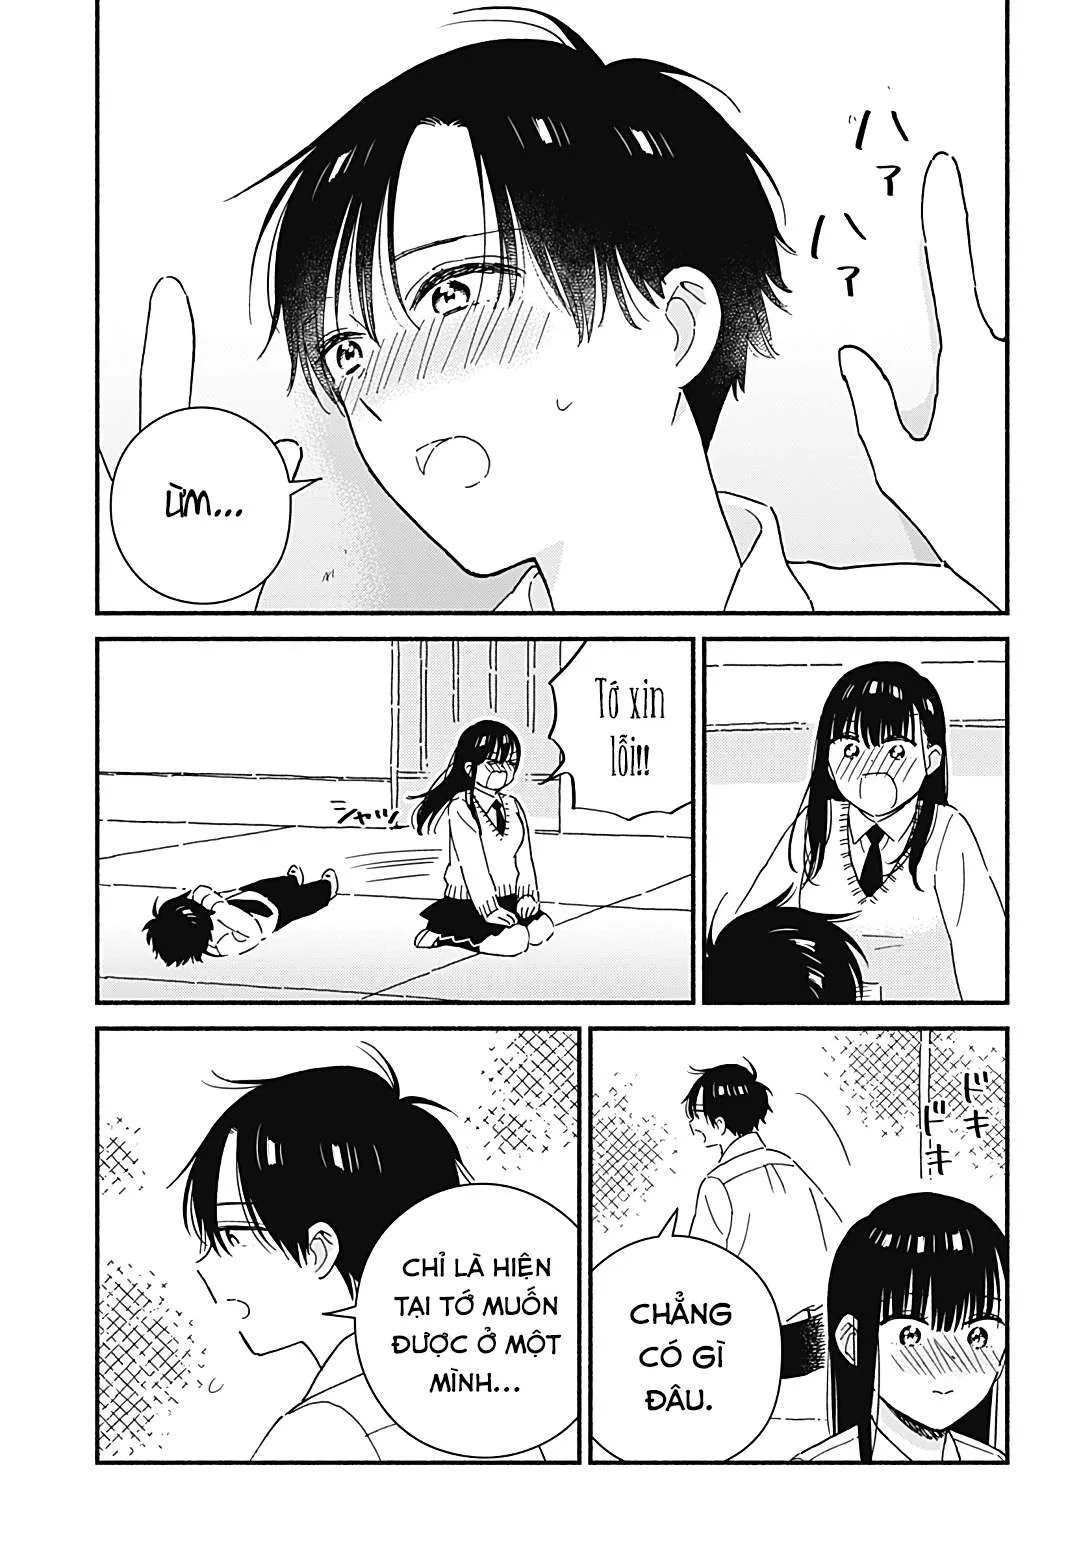 ハァ
ハァ
ỪM...
Tớ xin
lỗi!!
シャッ
ドキ
ドキ
CHẲNG
CÓ GÌ
ĐÂU.
CHỈ LÀ HIỆN
TẠI TỚ MUỐN
ĐƯỢC Ở MỘT
MÌNH...